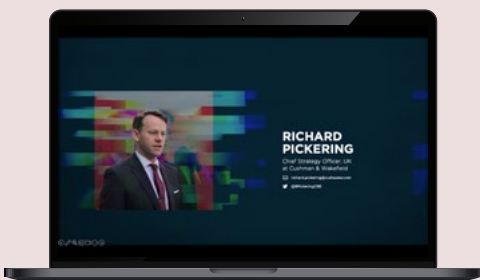 RICHARD
PICKERING
Chief Strategy Officer, UK
at Cushman & Wakefield